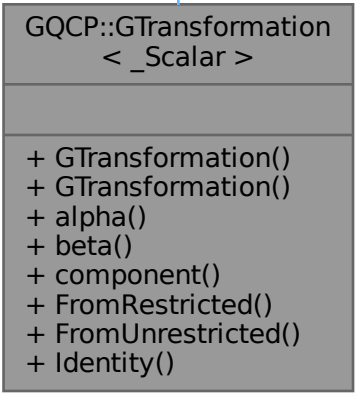 GQCP::GTransformation
< _Scalar >
+ GTransformation()
+ GTransformation()
+ alpha()
+ beta()
+ component()
+ FromRestricted()
+ FromUnrestricted()
+ Identity()